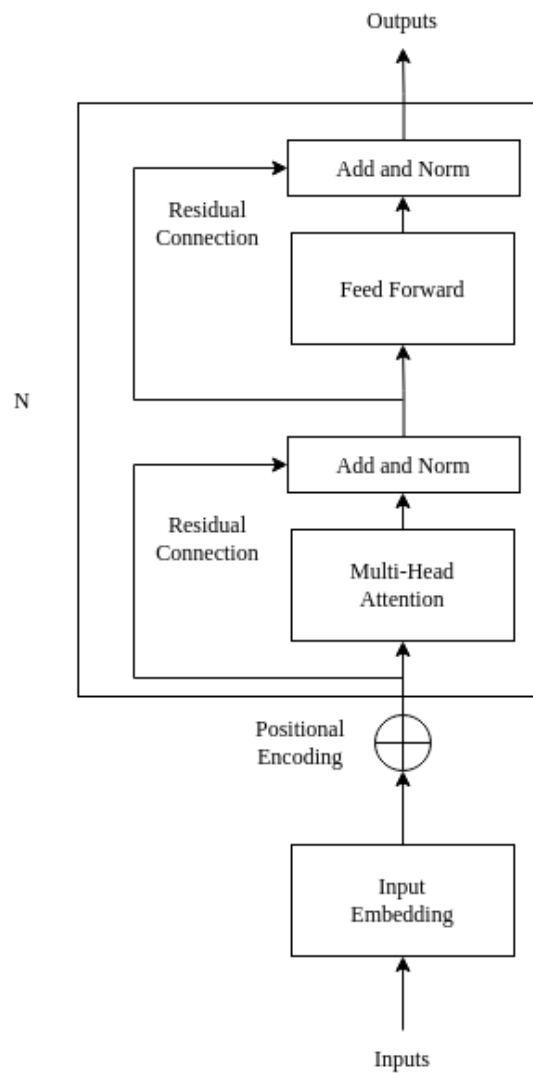 Outputs
Add and Norm
Residual
Connection
Feed Forward
N
Add and Norm
Residual
Connection
Multi-Head
Attention
Positional
Encoding
Input
Embedding
Inputs